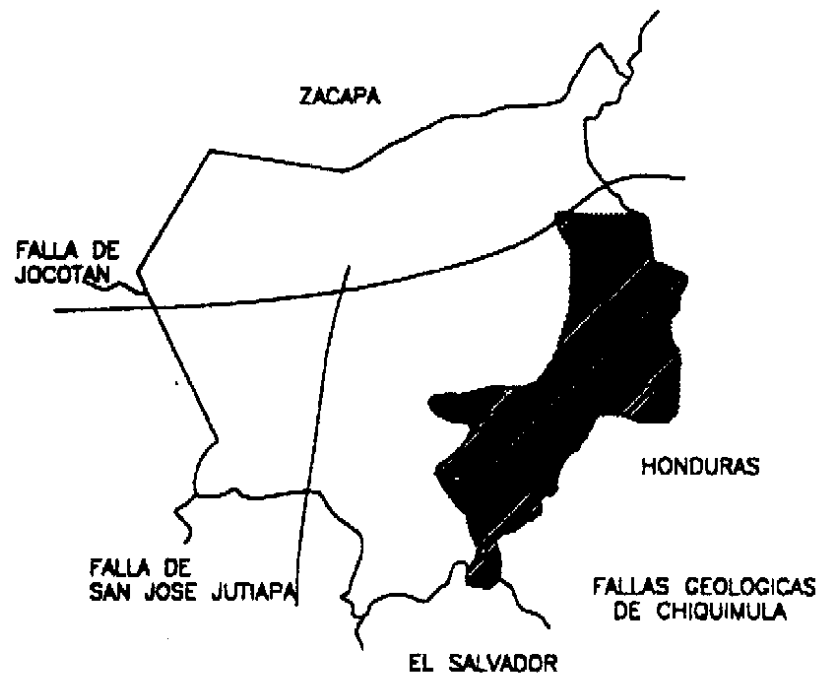 ZACAPA
FALLA DE
JOCOTAN
HONDURAS
FALLA DE
SAN JOSE JUTIAPA
FALLAS GEOLOGICAS
DE CHIQUIMULA
EL SALVADOR